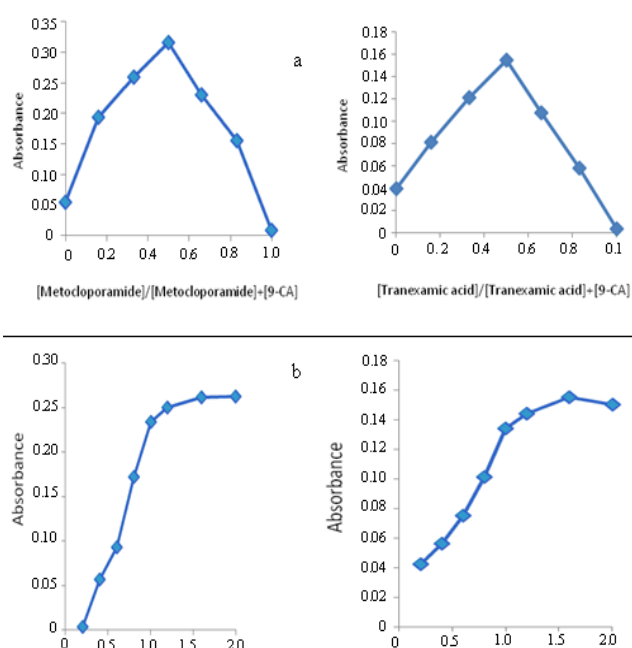 0.35
0.30
0.25
0.20
0.15
0.10
0.05
0
Absorbance
0 0.2 0.4 0.6 0.8 1.0
[Metocloporamide]/[Metocloporamide]+[9-CA]
a
0.18
0.16
0.14
0.12
0.10
0.08
0.06
0.04
0.02
0
Absorbance
0 0.2 0.4 0.6 0.8 0.1
[Tranexamic acid]/[Tranexamic acid]+[9-CA]
0.30
0.25
0.20
0.15
0.10
0.05
0
Absorbance
0 0.5 1.0 2.0
b
0.18
0.16
0.14
0.12
0.10
0.08
0.06
0.04
0.02
0
Absorbance
0 0.5 1.0 1.5 2.0